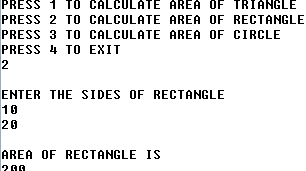 PRESS 1 TO CALCULATE AREA OF TRIANGLE
PRESS 2 TO CALCULATE AREA OF RECTANGLE
PRESS 3 TO CALCULATE AREA OF CIRCLE
PRESS 4 TO EXIT
2
ENTER THE SIDES OF RECTANGLE
10
20
AREA OF RECTANGLE IS
200